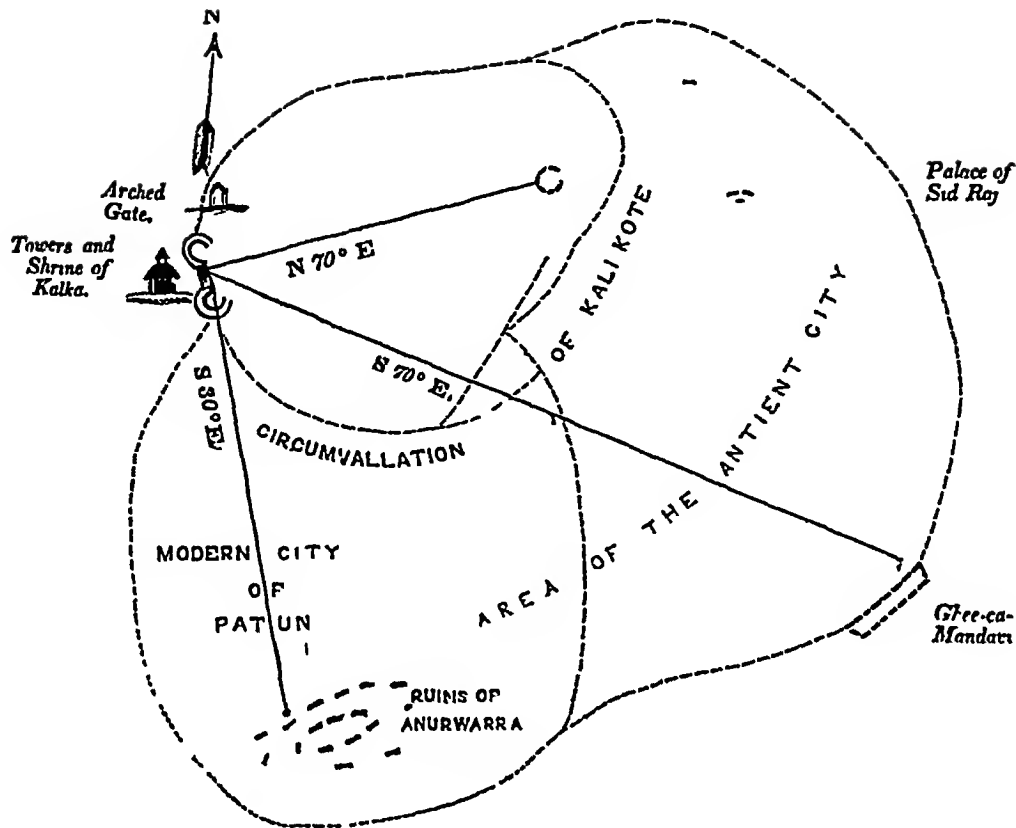 N
Arched
Gate.
Towers and
Shrine of
Kalka.
Palace of
Sid Raj
N 70° E
S 70° E.
S 30° E.
OF KALIKOTE
CIRCUMVALLATION
AREA OF THE ANTIENT CITY
MODERN CITY
OF
PATUN
RUINS OF
ANURWARRA
Ghee-ca-
Mandari